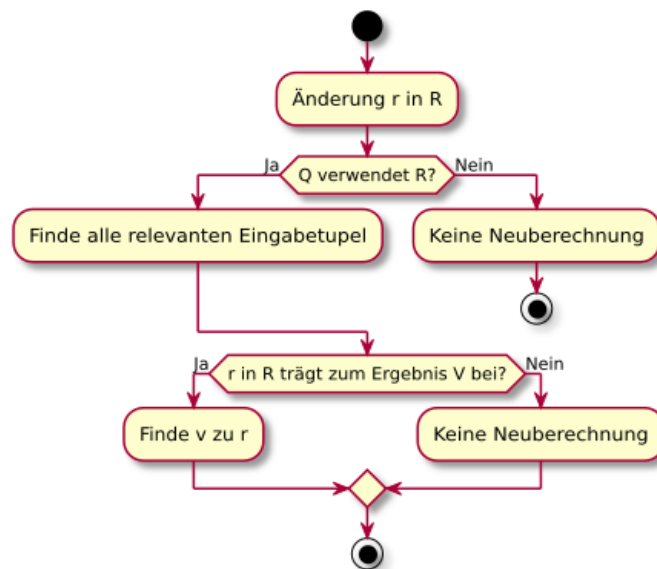 Änderung r in R
Ja
Q verwendet R?
Nein
Finde alle relevanten Eingabetupel
Keine Neuberechnung
Ja
r in R trägt zum Ergebnis V bei?
Nein
Finde v zu r
Keine Neuberechnung